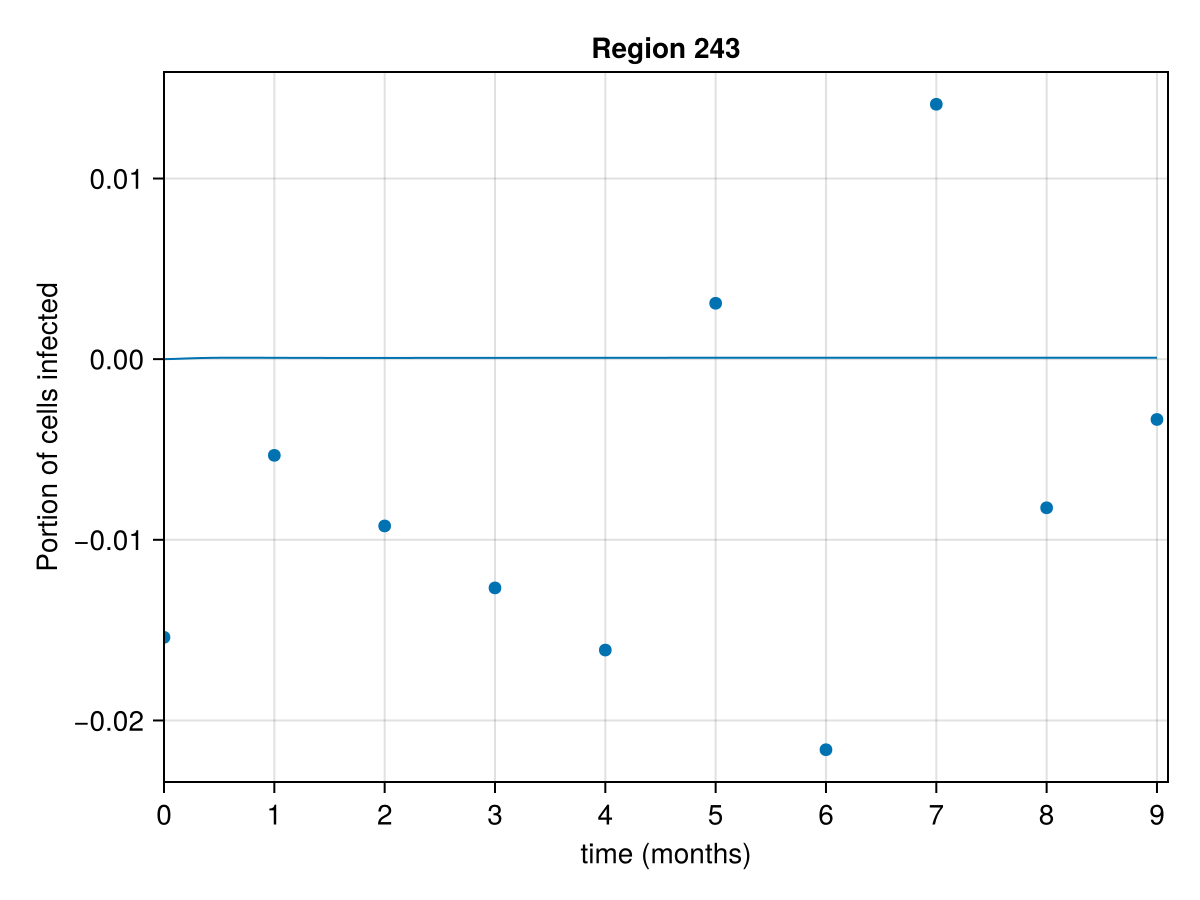 Region 243
Portion of cells infected
0.01
0.00
−0.01
−0.02
0 1 2 3 4 5 6 7 8 9
time (months)